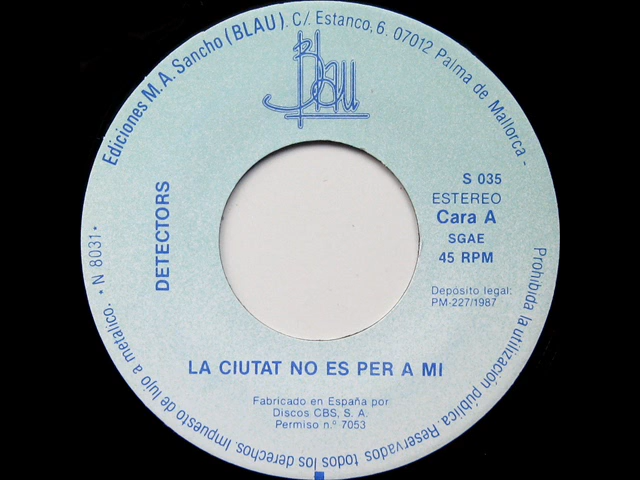 Ediciones M. A. Sancho (BLAU). C/. Estanco, 6. 07012 Palma de Mallorca -
Blau
S 035
ESTEREO
Cara A
SGAE
45 RPM
Depósito legal:
PM-227/1987
DETECTORS
* N 8031 *
LA CIUTAT NO ES PER A MI
Fabricado en España por
Discos CBS, S. A.
Permiso n.º 7053
Prohibida la utilización pública. Reservados todos los derechos. Impuesto de lujo a metalico.